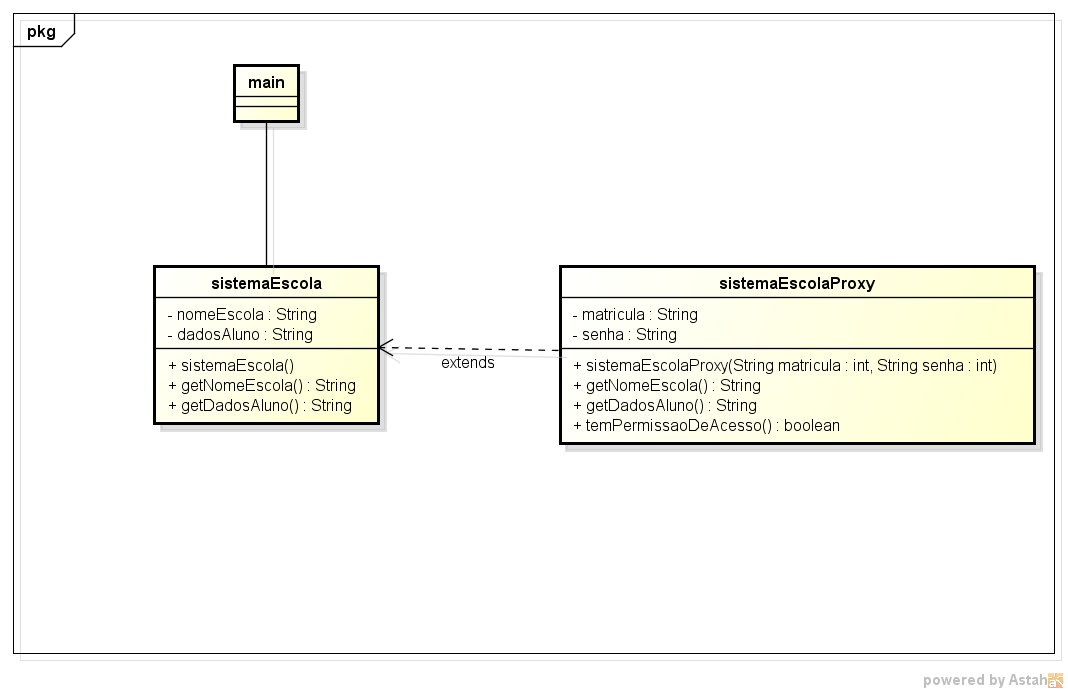 pkg
main
sistemaEscola
- nomeEscola : String
- dadosAluno : String
+ sistemaEscola()
+ getNomeEscola() : String
+ getDadosAluno() : String
extends
sistemaEscolaProxy
- matricula : String
- senha : String
+ sistemaEscolaProxy(String matricula : int, String senha : int)
+ getNomeEscola() : String
+ getDadosAluno() : String
+ temPermissaoDeAcesso() : boolean
powered by Astah